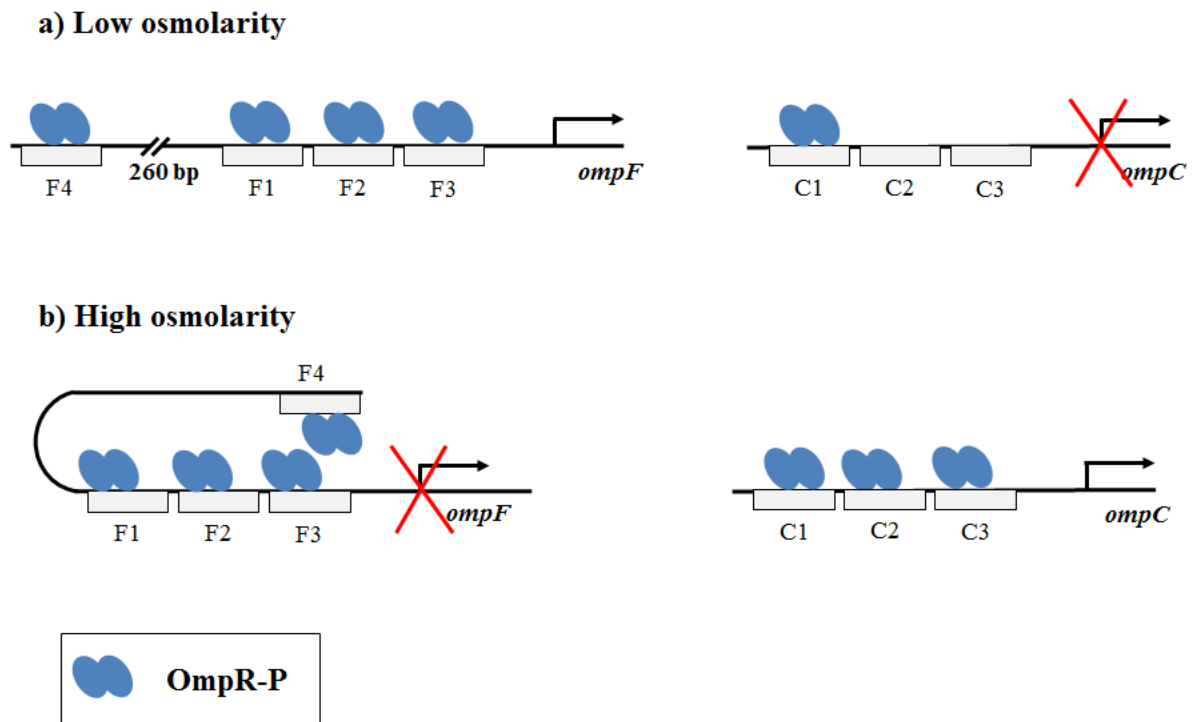 a) Low osmolarity
260 bp
ompF
ompC
F4
F1
F2
F3
C1
C2
C3
b) High osmolarity
F4
ompF
ompC
F1
F2
F3
C1
C2
C3
OmpR-P